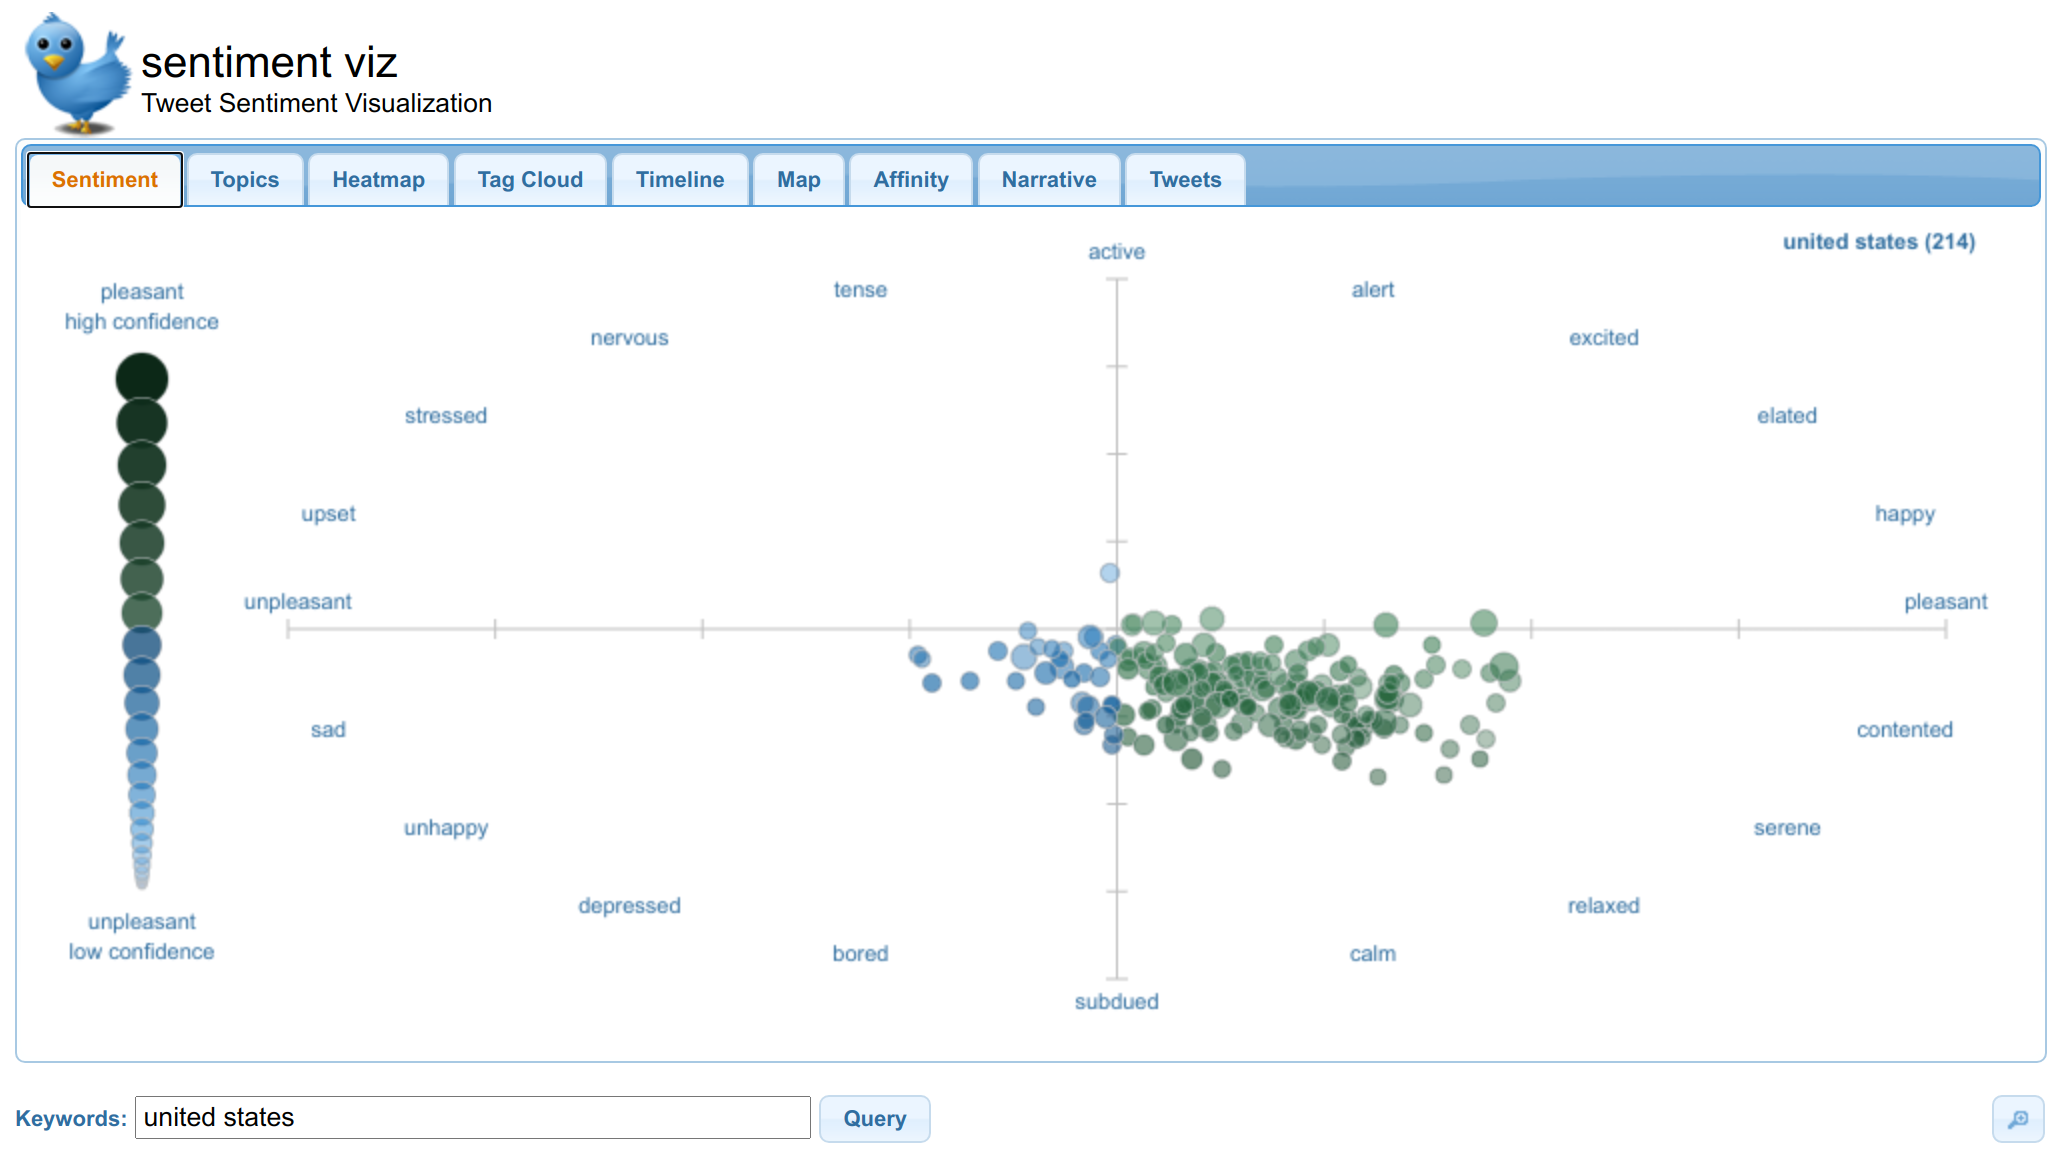 sentiment viz
Tweet Sentiment Visualization
Sentiment Topics Heatmap Tag Cloud Timeline Map Affinity Narrative Tweets
united states (214)
active
tense
alert
pleasant
high confidence
nervous
excited
stressed
elated
upset
happy
unpleasant
pleasant
sad
contented
unhappy
serene
depressed
relaxed
unpleasant
low confidence
bored
calm
subdued
Keywords: united states Query